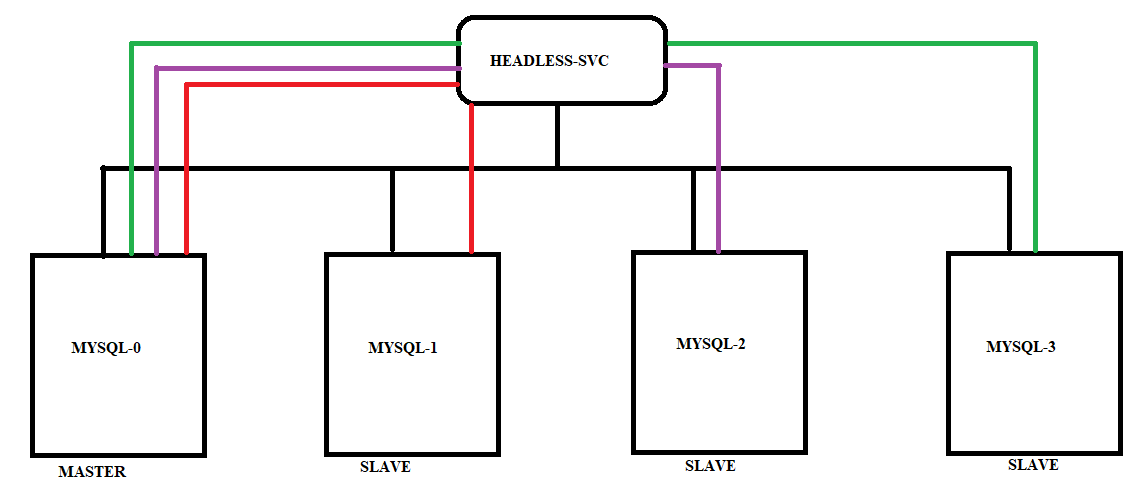 HEADLESS-SVC
MYSQL-0
MYSQL-1
MYSQL-2
MYSQL-3
MASTER
SLAVE
SLAVE
SLAVE